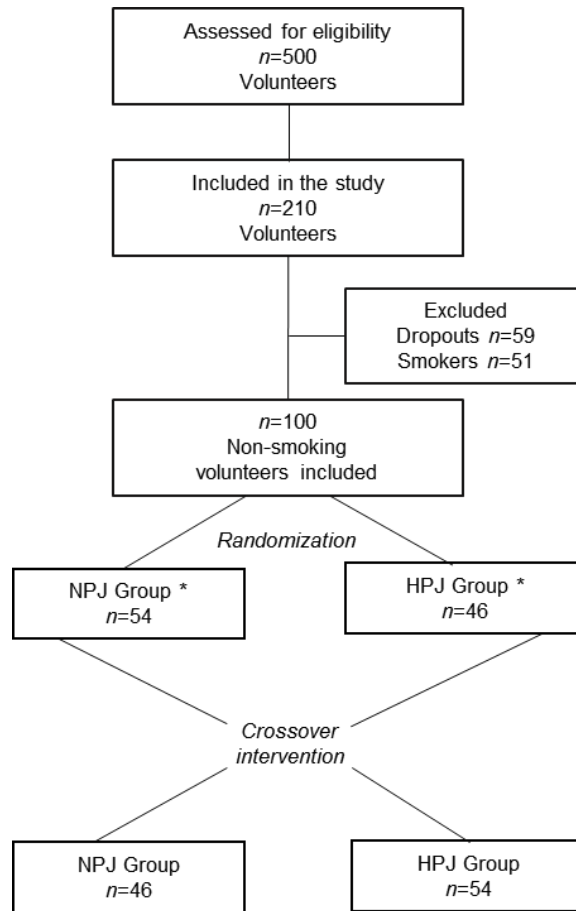 Assessed for eligibility
n=500
Volunteers
Included in the study
n=210
Volunteers
Excluded
Dropouts n=59
Smokers n=51
n=100
Non-smoking
volunteers included
Randomization
NPJ Group *
n=54
HPJ Group *
n=46
Crossover
intervention
NPJ Group
n=46
HPJ Group
n=54